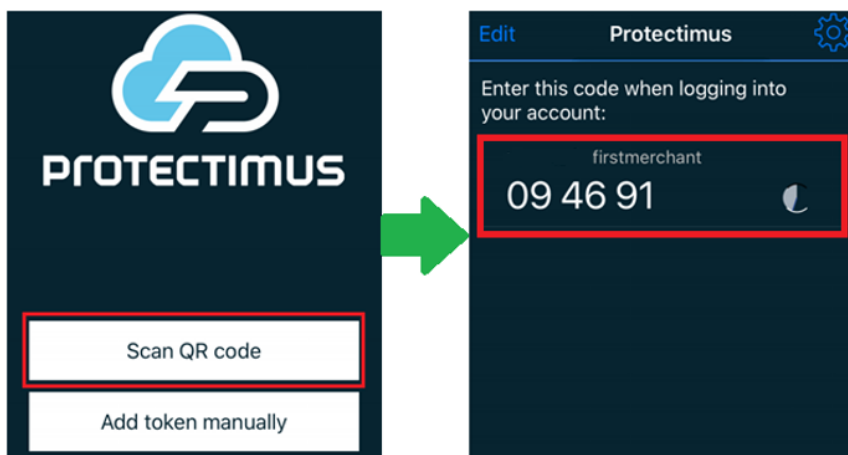 PROTECTIMUS
Scan QR code
Add token manually
Edit
Protectimus
Enter this code when logging into
your account:
firstmerchant
09 46 91